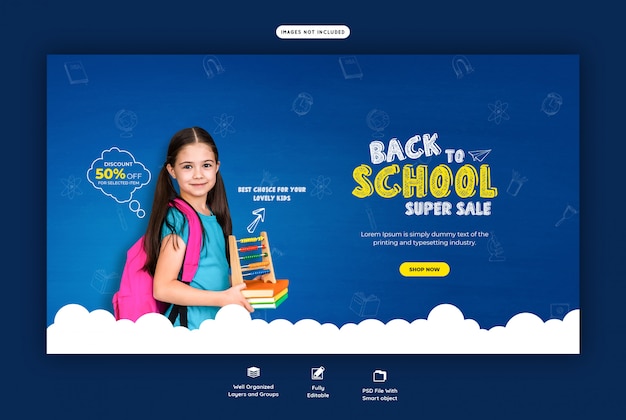 IMAGES NOT INCLUDED
DISCOUNT
50% OFF
FOR SELECTED ITEM
BEST CHOICE FOR YOUR
LOVELY KIDS
BACK TO
SCHOOL
SUPER SALE
Lorem Ipsum is simply dummy text of the printing
and typesetting industry.
SHOP NOW
Well Organized
Layers and Groups
Fully
Editable
PSD File With
Smart object